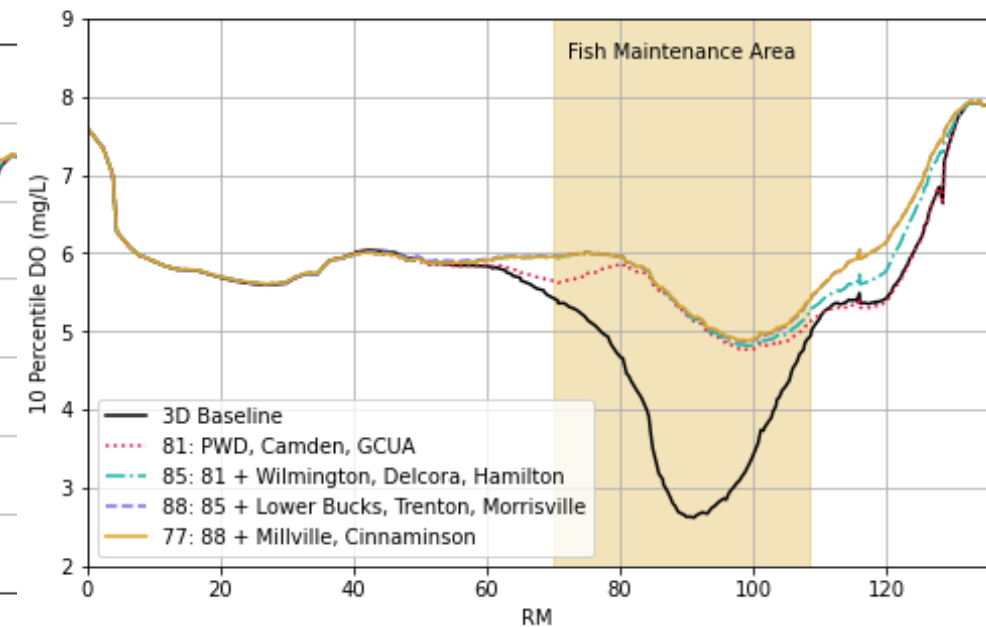 9
8
7
6
5
4
3
2
10 Percentile DO (mg/L)
Fish Maintenance Area
3D Baseline
81: PWD, Camden, GCUA
85: 81 + Wilmington, Delcora, Hamilton
88: 85 + Lower Bucks, Trenton, Morrisville
77: 88 + Millville, Cinnaminson
0 20 40 60 80 100 120
RM